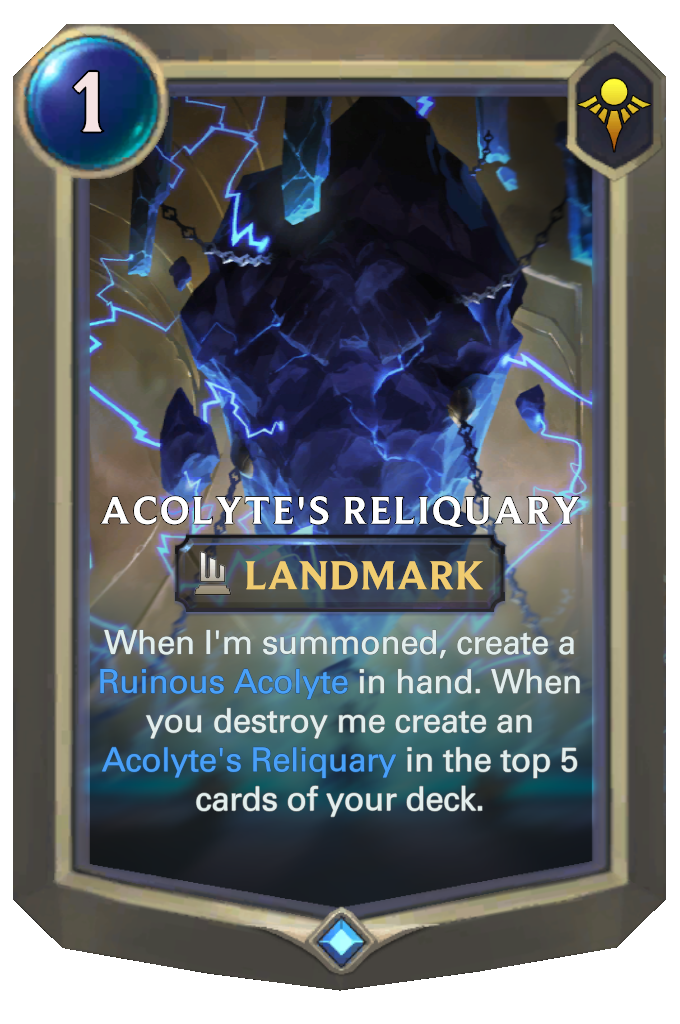 1
ACOLYTE'S RELIQUARY
LANDMARK
When I'm summoned, create a
Ruinous Acolyte in hand. When
you destroy me create an
Acolyte's Reliquary in the top 5
cards of your deck.